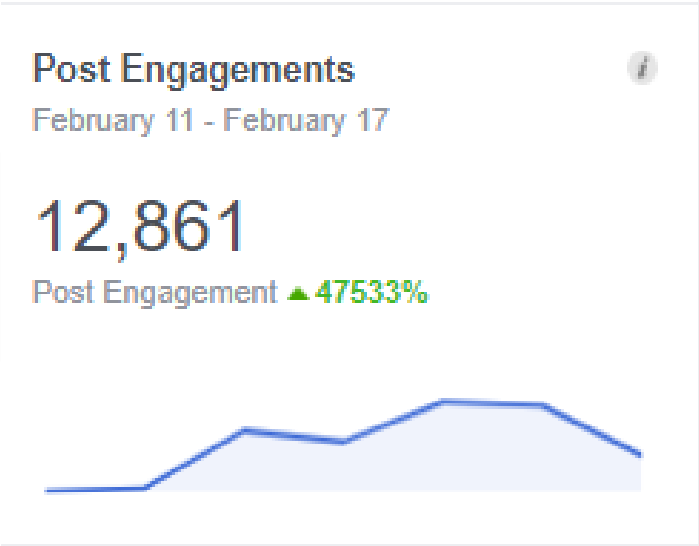 Post Engagements
i
February 11 - February 17
12,861
Post Engagement ▲ 47533%